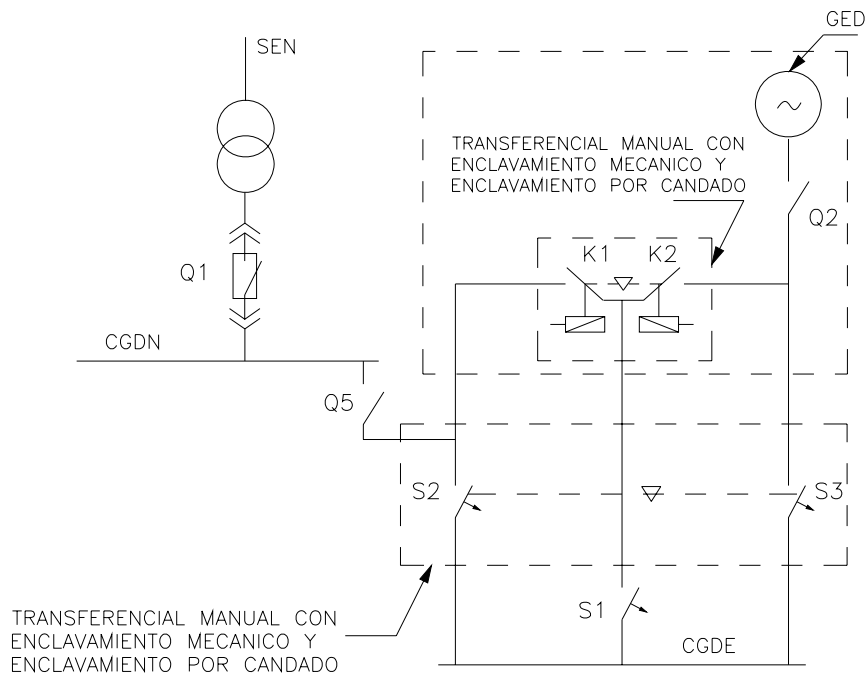 GED
SEN
TRANSFERENCIAL MANUAL CON
ENCLAVAMIENTO MECANICO Y
ENCLAVAMIENTO POR CANDADO
Q2
K1 K2
Q1
CGDN
Q5
S2
S3
S1
TRANSFERENCIAL MANUAL CON
ENCLAVAMIENTO MECANICO Y
ENCLAVAMIENTO POR CANDADO
CGDE